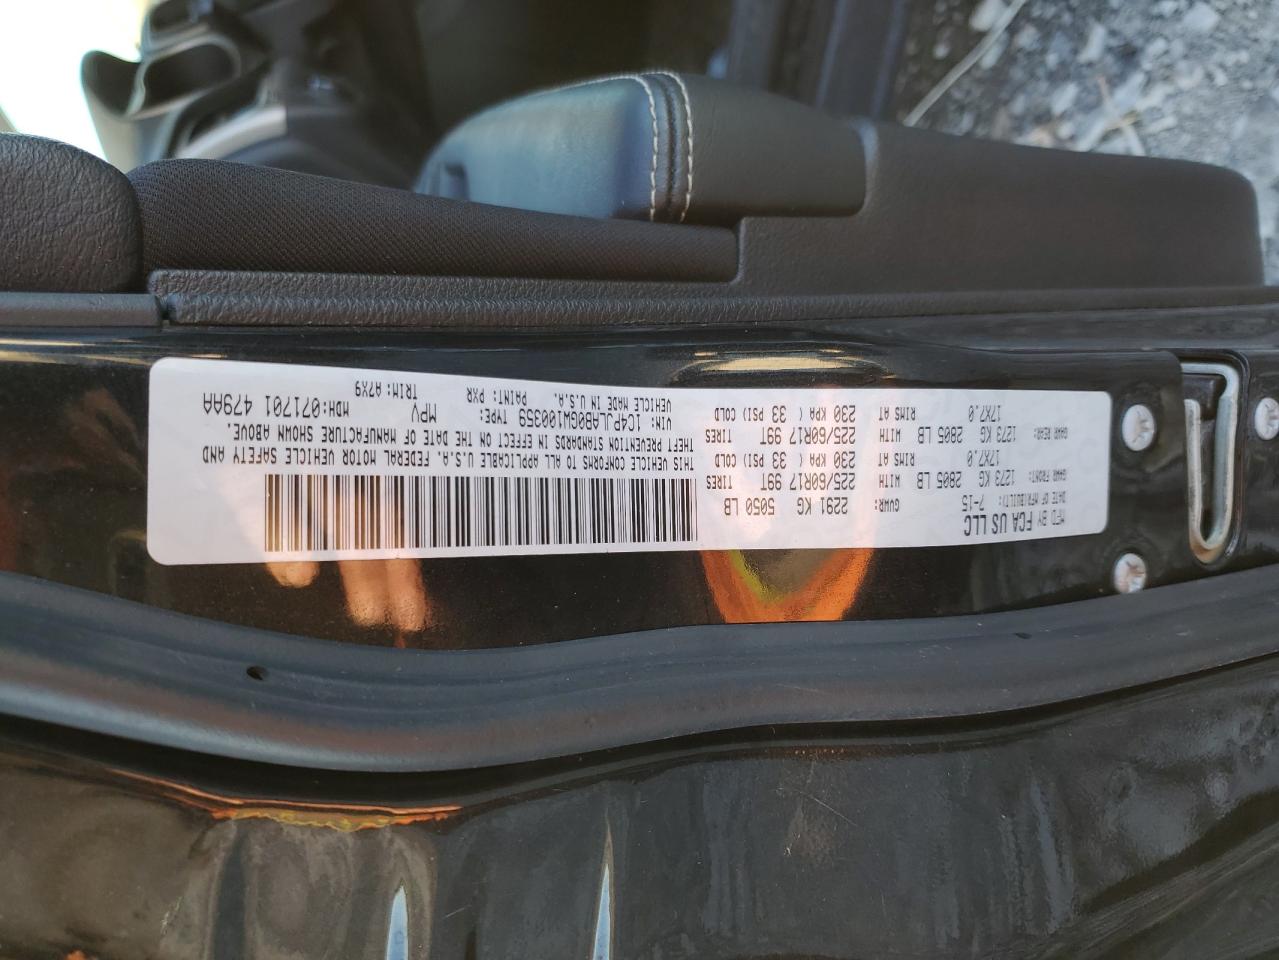 MFD BY FCA US LLC
DATE OF MFR(BUILT): 7-15 GVWR: 2291 KG 5050 LB
GAWR FRONT: WITH TIRES
1273 KG 2805 LB 225/60R17 99T
17X7.0 RIMS AT 230 KPA ( 33 PSI) COLD
GAWR REAR: WITH TIRES
1273 KG 2805 LB 225/60R17 99T
17X7.0 RIMS AT 230 KPA ( 33 PSI) COLD
THIS VEHICLE CONFORMS TO ALL APPLICABLE U.S.A. FEDERAL MOTOR VEHICLE SAFETY AND
THEFT PREVENTION STANDARDS IN EFFECT ON THE DATE OF MANUFACTURE SHOWN ABOVE.
VIN: 1C4PJLAB0GW100359 TYPE: MPV MDH:071701 479AA
VEHICLE MADE IN U.S.A. PAINT: PXR TRIM: A7X9